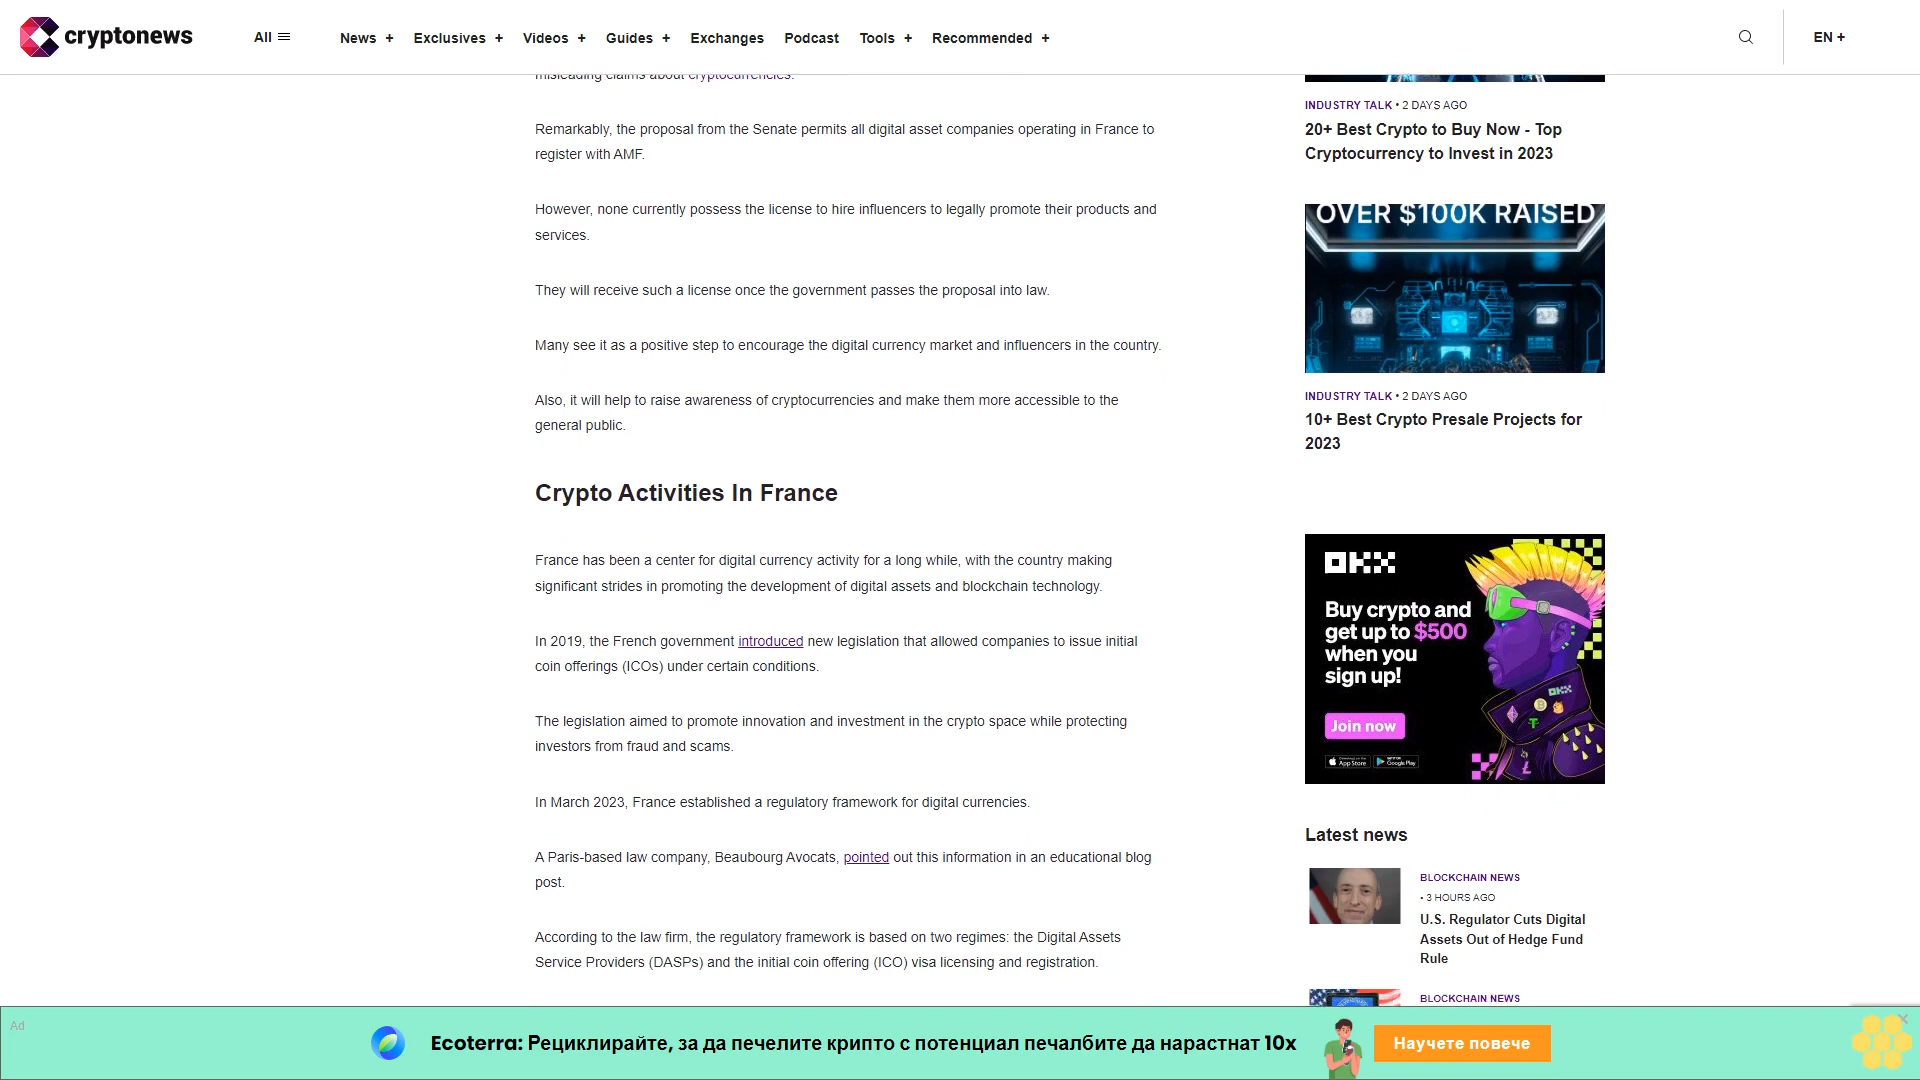 cryptonews
All
News +
Exclusives +
Videos +
Guides +
Exchanges
Podcast
Tools +
Recommended +
EN +
misleading claims about cryptocurrencies.
Remarkably, the proposal from the Senate permits all digital asset companies operating in France to
register with AMF.
However, none currently possess the license to hire influencers to legally promote their products and
services.
They will receive such a license once the government passes the proposal into law.
Many see it as a positive step to encourage the digital currency market and influencers in the country.
Also, it will help to raise awareness of cryptocurrencies and make them more accessible to the
general public.
Crypto Activities In France
France has been a center for digital currency activity for a long while, with the country making
significant strides in promoting the development of digital assets and blockchain technology.
In 2019, the French government introduced new legislation that allowed companies to issue initial
coin offerings (ICOs) under certain conditions.
The legislation aimed to promote innovation and investment in the crypto space while protecting
investors from fraud and scams.
In March 2023, France established a regulatory framework for digital currencies.
A Paris-based law company, Beaubourg Avocats, pointed out this information in an educational blog
post.
According to the law firm, the regulatory framework is based on two regimes: the Digital Assets
Service Providers (DASPs) and the initial coin offering (ICO) visa licensing and registration.
INDUSTRY TALK • 2 DAYS AGO
20+ Best Crypto to Buy Now - Top
Cryptocurrency to Invest in 2023
OVER $100K RAISED
INDUSTRY TALK • 2 DAYS AGO
10+ Best Crypto Presale Projects for
2023
OKX
Buy crypto and
get up to $500
when you
sign up!
OKX
Join now
App Store
Google Play
Latest news
BLOCKCHAIN NEWS
• 3 HOURS AGO
U.S. Regulator Cuts Digital
Assets Out of Hedge Fund
Rule
BLOCKCHAIN NEWS
Ad
Ecoterra: Рециклирайте, за да печелите крипто с потенциал печалбите да нарастнат 10x
Научете повече